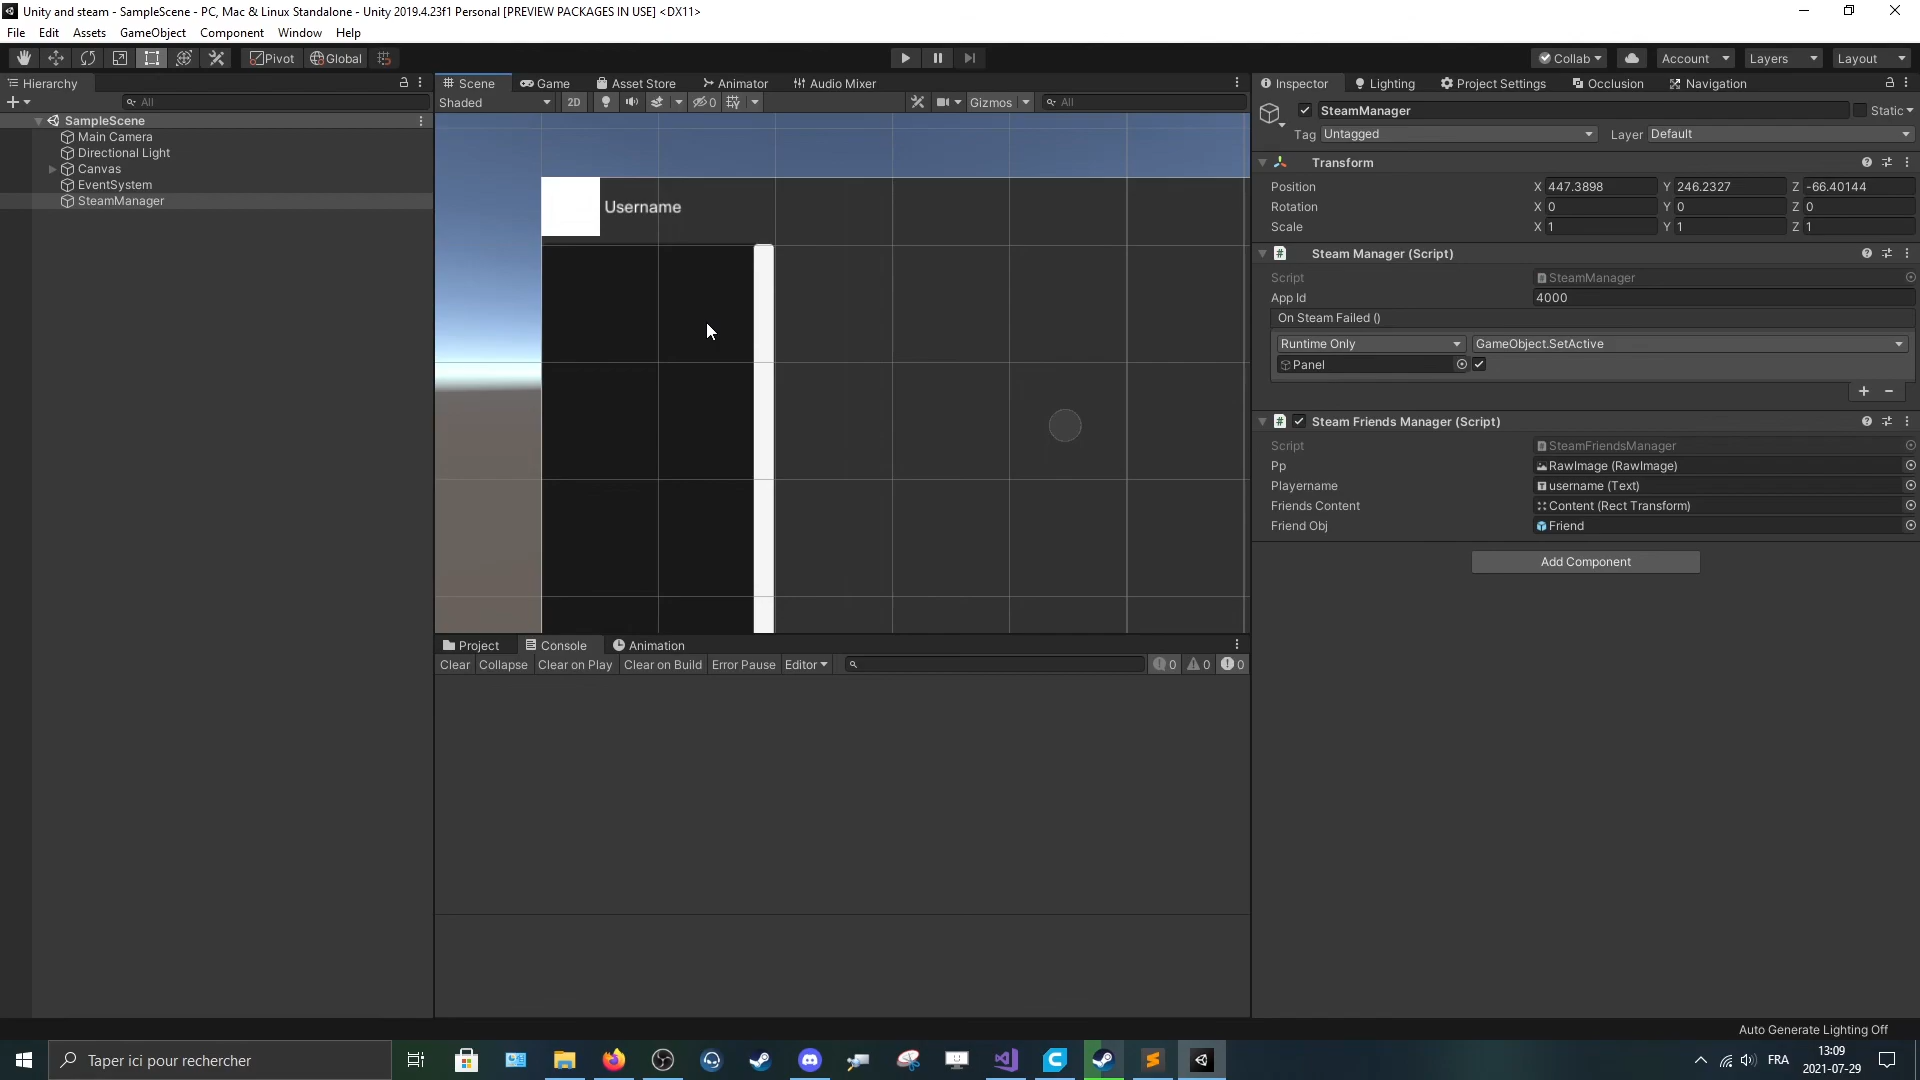 Unity and steam - SampleScene - PC, Mac & Linux Standalone - Unity 2019.4.23f1 Personal [PREVIEW PACKAGES IN USE] <DX11>
File Edit Assets GameObject Component Window Help
Pivot Global Collab Account Layers Layout
Hierarchy
All
SampleScene
Main Camera
Directional Light
Canvas
EventSystem
SteamManager
Scene Game Asset Store Animator Audio Mixer
Shaded 2D 0 Gizmos All
Username
Project Console Animation
Clear Collapse Clear on Play Clear on Build Error Pause Editor 0 0 0
Inspector Lighting Project Settings Occlusion Navigation
SteamManager Static
Tag Untagged Layer Default
Transform
Position X 447.3898 Y 246.2327 Z -66.40144
Rotation X 0 Y 0 Z 0
Scale X 1 Y 1 Z 1
# Steam Manager (Script)
Script SteamManager
App Id 4000
On Steam Failed ()
Runtime Only GameObject.SetActive
Panel
# Steam Friends Manager (Script)
Script SteamFriendsManager
Pp RawImage (RawImage)
Playername username (Text)
Friends Content Content (Rect Transform)
Friend Obj Friend
Add Component
Auto Generate Lighting Off
Taper ici pour rechercher
FRA
13:09
2021-07-29